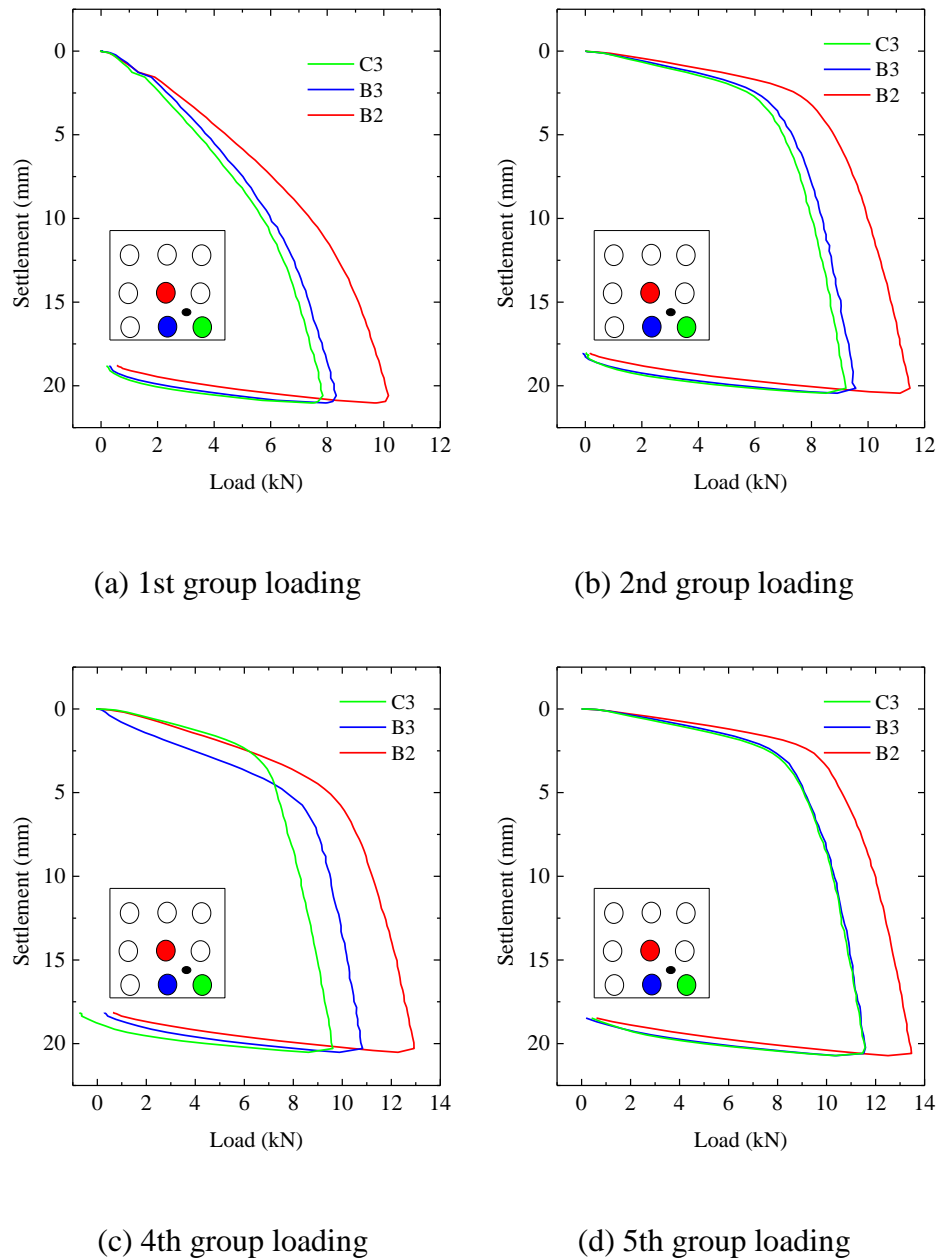 0
5
10
15
20
Settlement (mm)
C3
B3
B2
0 2 4 6 8 10 12
Load (kN)
(a) 1st group loading
0
5
10
15
20
Settlement (mm)
C3
B3
B2
0 2 4 6 8 10 12
Load (kN)
(b) 2nd group loading
0
5
10
15
20
Settlement (mm)
C3
B3
B2
0 2 4 6 8 10 12 14
Load (kN)
(c) 4th group loading
0
5
10
15
20
Settlement (mm)
C3
B3
B2
0 2 4 6 8 10 12 14
Load (kN)
(d) 5th group loading